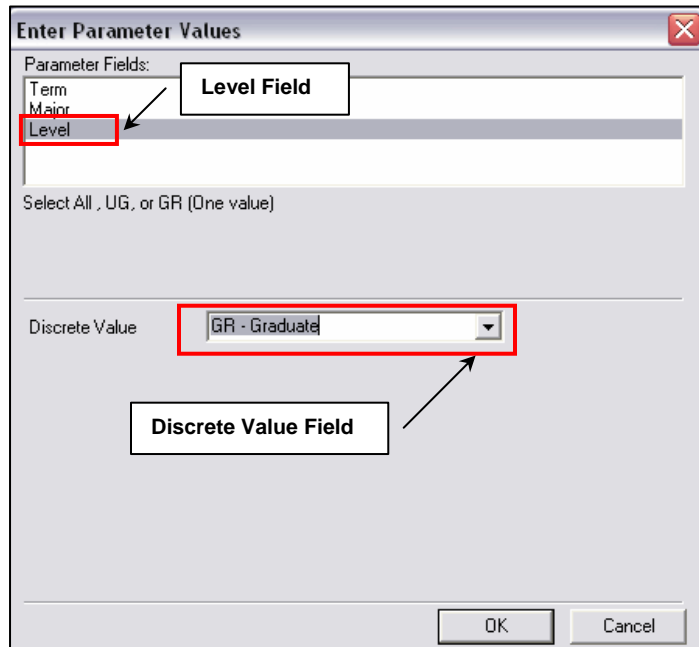 Enter Parameter Values
Parameter Fields:
Term
Level Field
Major
Level
Select All , UG, or GR (One value)
Discrete Value
GR - Graduate
Discrete Value Field
OK
Cancel